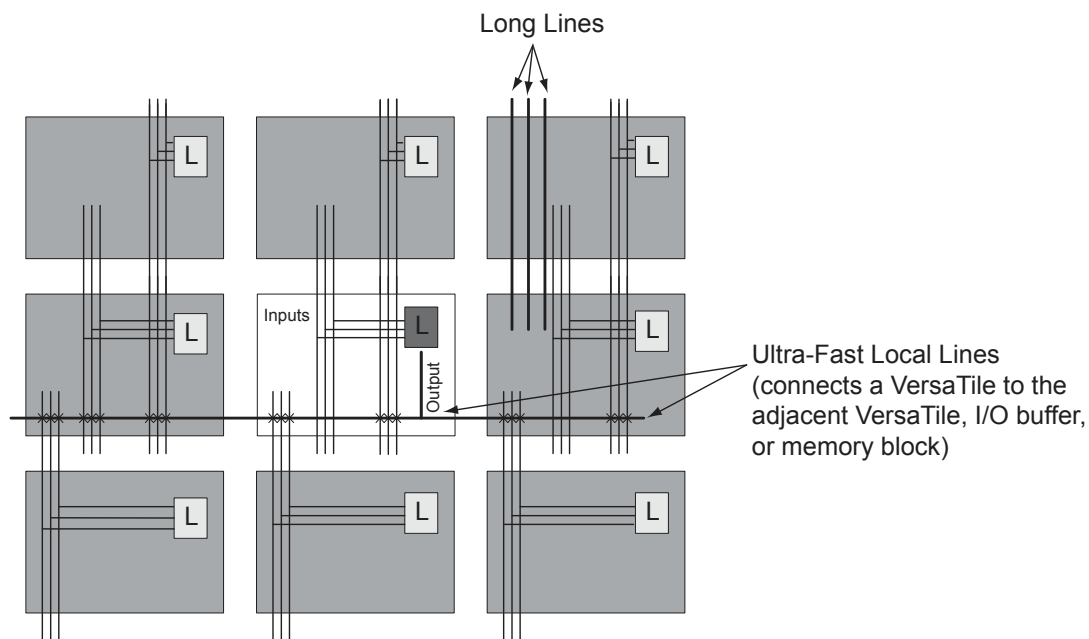 Long Lines
L
L
L
L
Inputs
L
L
Output
Ultra-Fast Local Lines
(connects a VersaTile to the
adjacent VersaTile, I/O buffer,
or memory block)
L
L
L